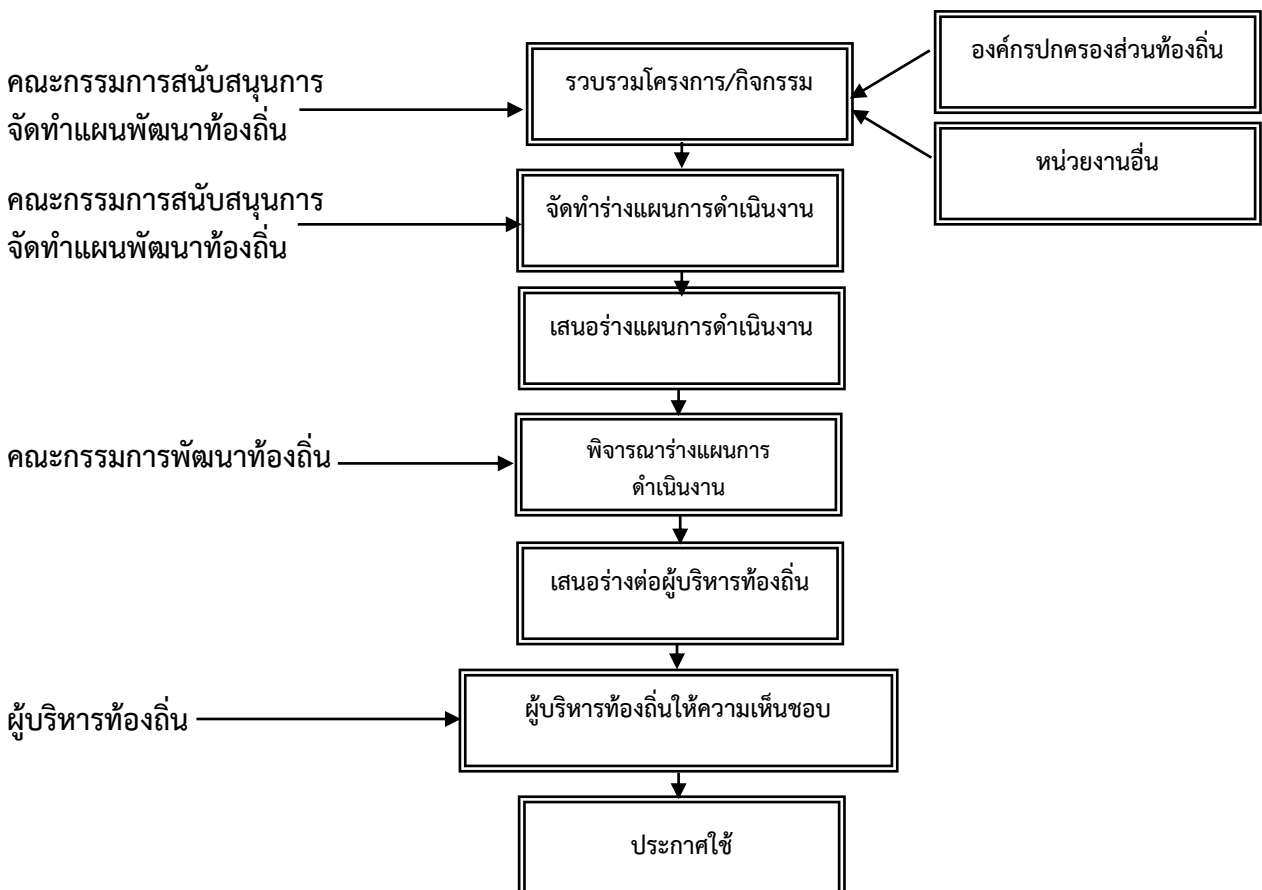 องค์กรปกครองส่วนท้องถิ่น
รวบรวมโครงการ/กิจกรรม
คณะกรรมการสนับสนุนการ
จัดทำแผนพัฒนาท้องถิ่น
หน่วยงานอื่น
คณะกรรมการสนับสนุนการ
จัดทำแผนพัฒนาท้องถิ่น
จัดทำร่างแผนการดำเนินงาน
เสนอร่างแผนการดำเนินงาน
คณะกรรมการพัฒนาท้องถิ่น
พิจารณาร่างแผนการ
ดำเนินงาน
เสนอร่างต่อผู้บริหารท้องถิ่น
ผู้บริหารท้องถิ่น
ผู้บริหารท้องถิ่นให้ความเห็นชอบ
ประกาศใช้